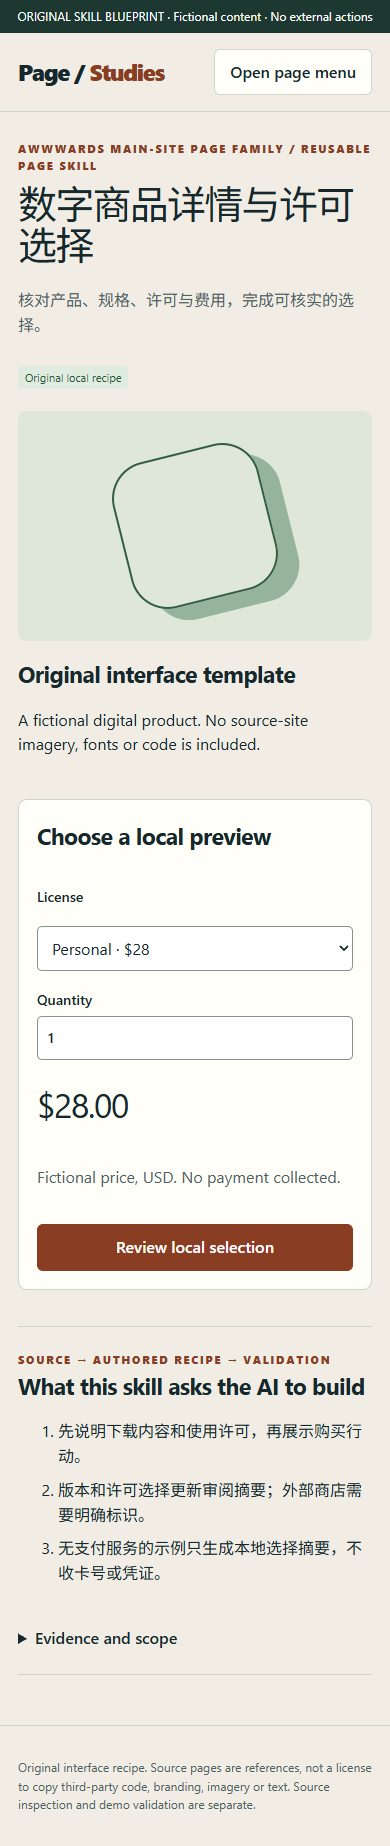 ORIGINAL SKILL BLUEPRINT · Fictional content · No external actions
Page / Studies
Open page menu
AWWWARDS MAIN-SITE PAGE FAMILY / REUSABLE
PAGE SKILL
数字商品详情与许可
选择
核对产品、规格、许可与费用，完成可核实的选
择。
Original local recipe
Original interface template
A fictional digital product. No source-site
imagery, fonts or code is included.
Choose a local preview
License
Personal · $28
Quantity
1
$28.00
Fictional price, USD. No payment collected.
Review local selection
SOURCE → AUTHORED RECIPE → VALIDATION
What this skill asks the AI to build
1. 先说明下载内容和使用许可，再展示购买行
动。
2. 版本和许可选择更新审阅摘要；外部商店需
要明确标识。
3. 无支付服务的示例只生成本地选择摘要，不
收卡号或凭证。
Evidence and scope
Original interface recipe. Source pages are references, not a license
to copy third-party code, branding, imagery or text. Source
inspection and demo validation are separate.